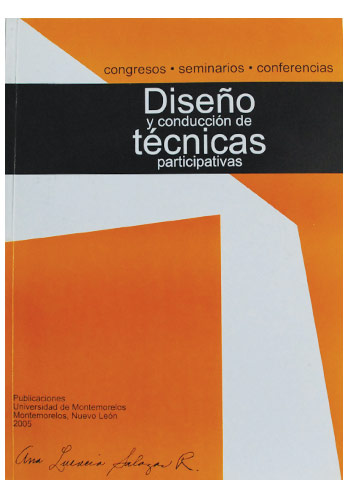 congresos • seminarios • conferencias
Diseño
y conducción de
técnicas
participativas
Publicaciones
Universidad de Montemorelos
Montemorelos, Nuevo León
2005
Ana Lucrecia Salazar R.